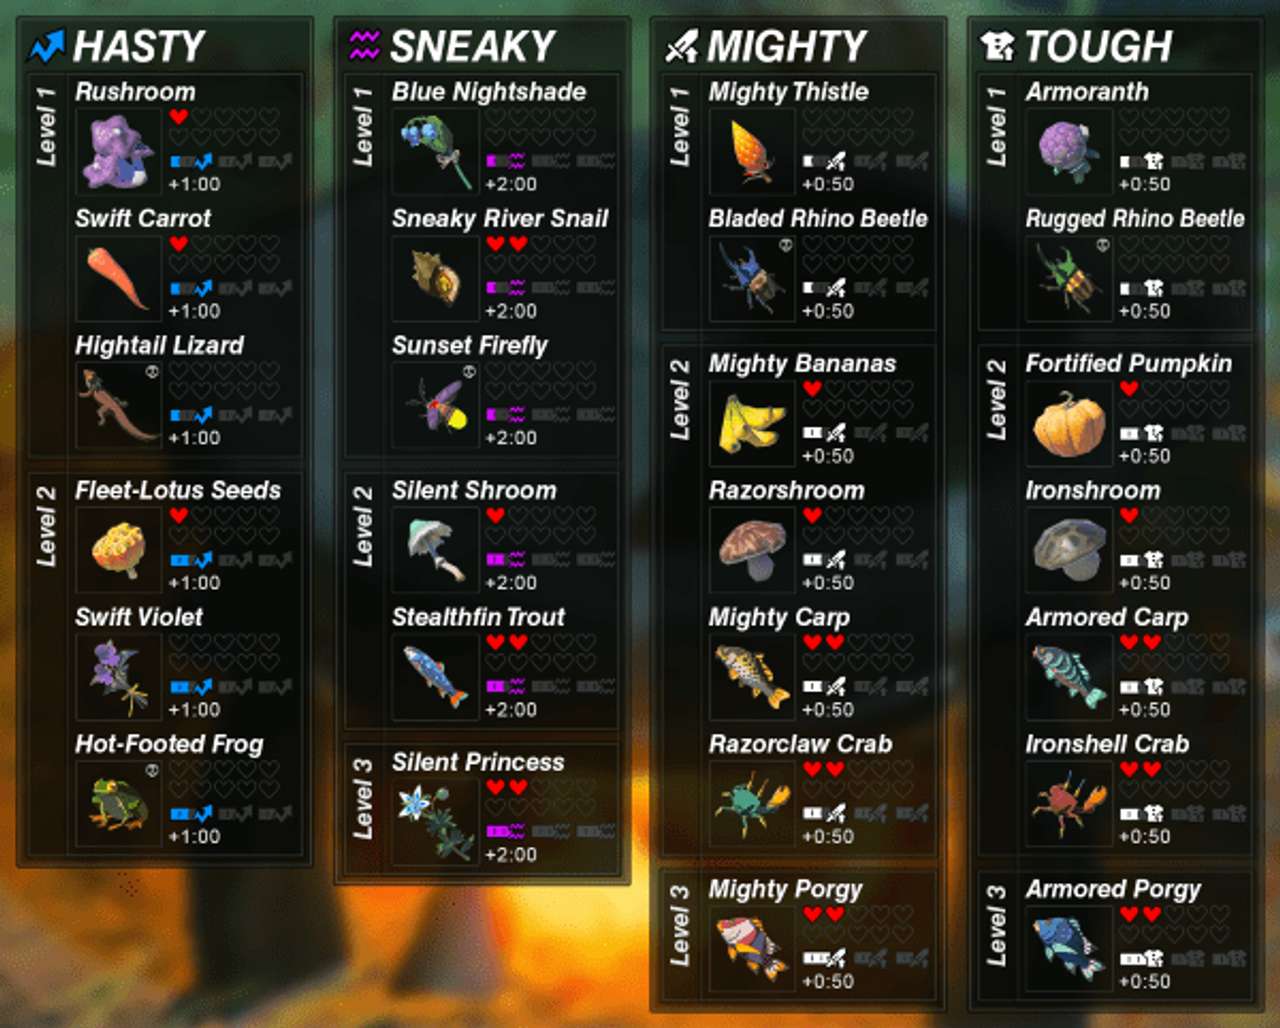 HASTY
Level 1
Rushroom
+1:00
Swift Carrot
+1:00
Hightail Lizard
+1:00
Level 2
Fleet-Lotus Seeds
+1:00
Swift Violet
+1:00
Hot-Footed Frog
+1:00
SNEAKY
Level 1
Blue Nightshade
+2:00
Sneaky River Snail
+2:00
Sunset Firefly
+2:00
Level 2
Silent Shroom
+2:00
Stealthfin Trout
+2:00
Level 3
Silent Princess
+2:00
MIGHTY
Level 1
Mighty Thistle
+0:50
Bladed Rhino Beetle
+0:50
Level 2
Mighty Bananas
+0:50
Razorshroom
+0:50
Mighty Carp
+0:50
Razorclaw Crab
+0:50
Level 3
Mighty Porgy
+0:50
TOUGH
Level 1
Armoranth
+0:50
Rugged Rhino Beetle
+0:50
Level 2
Fortified Pumpkin
+0:50
Ironshroom
+0:50
Armored Carp
+0:50
Ironshell Crab
+0:50
Level 3
Armored Porgy
+0:50